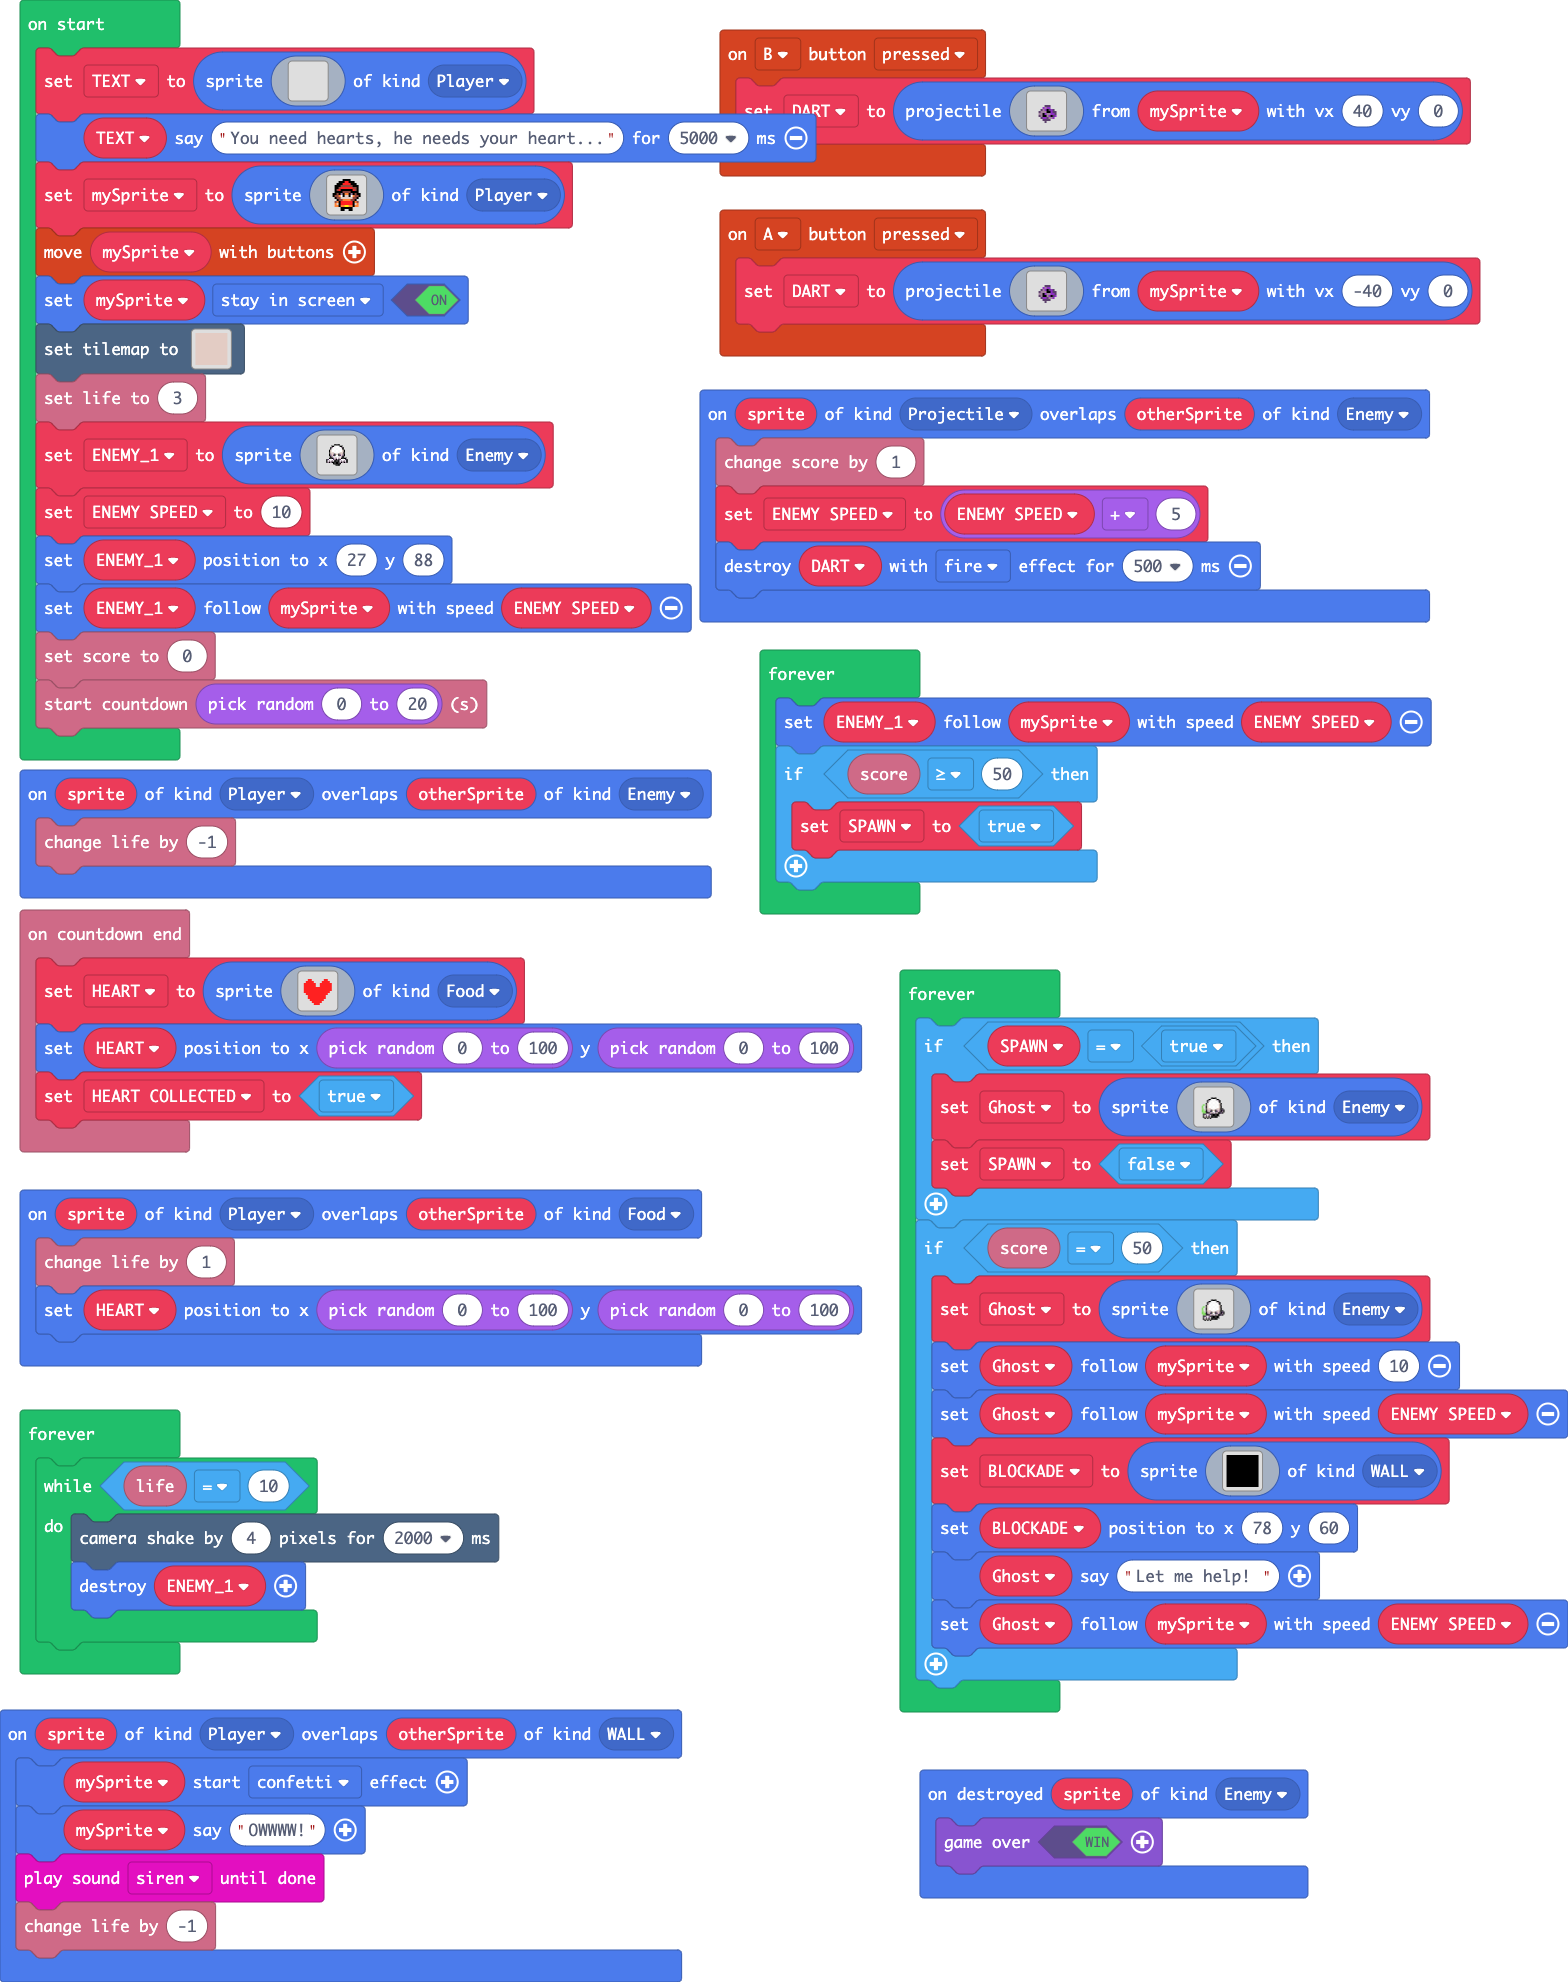 on start
set TEXT to sprite of kind Player
TEXT say "You need hearts, he needs your heart..." for 5000 ms
set mySprite to sprite of kind Player
move mySprite with buttons
set mySprite stay in screen ON
set tilemap to
set life to 3
set ENEMY_1 to sprite of kind Enemy
set ENEMY SPEED to 10
set ENEMY_1 position to x 27 y 88
set ENEMY_1 follow mySprite with speed ENEMY SPEED
set score to 0
start countdown pick random 0 to 20 (s)
on sprite of kind Player overlaps otherSprite of kind Enemy
change life by -1
on countdown end
set HEART to sprite of kind Food
set HEART position to x pick random 0 to 100 y pick random 0 to 100
set HEART COLLECTED to true
on sprite of kind Player overlaps otherSprite of kind Food
change life by 1
set HEART position to x pick random 0 to 100 y pick random 0 to 100
forever
while life = 10
do
camera shake by 4 pixels for 2000 ms
destroy ENEMY_1
on sprite of kind Player overlaps otherSprite of kind WALL
mySprite start confetti effect
mySprite say "OWWWW!"
play sound siren until done
change life by -1
on B button pressed
set DART to projectile from mySprite with vx 40 vy 0
on A button pressed
set DART to projectile from mySprite with vx -40 vy 0
on sprite of kind Projectile overlaps otherSprite of kind Enemy
change score by 1
set ENEMY SPEED to ENEMY SPEED + 5
destroy DART with fire effect for 500 ms
forever
set ENEMY_1 follow mySprite with speed ENEMY SPEED
if score ≥ 50 then
set SPAWN to true
forever
if SPAWN = true then
set Ghost to sprite of kind Enemy
set SPAWN to false
if score = 50 then
set Ghost to sprite of kind Enemy
set Ghost follow mySprite with speed 10
set Ghost follow mySprite with speed ENEMY SPEED
set BLOCKADE to sprite of kind WALL
set BLOCKADE position to x 78 y 60
Ghost say "Let me help! "
set Ghost follow mySprite with speed ENEMY SPEED
on destroyed sprite of kind Enemy
game over WIN